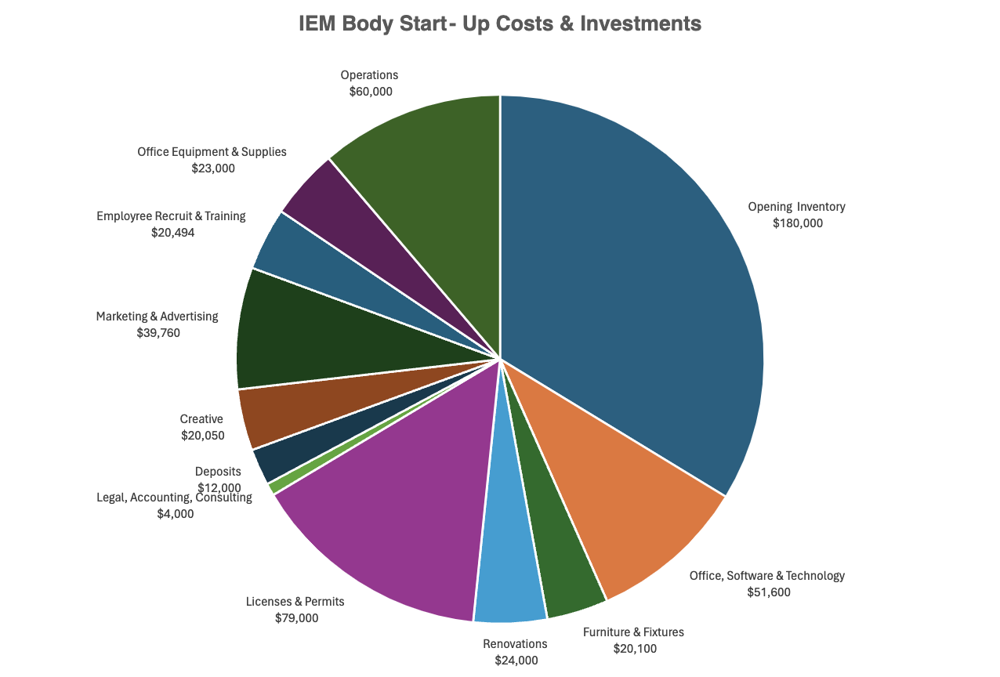 IEM Body Start- Up Costs & Investments
Operations
$60,000
Office Equipment & Supplies
$23,000
Opening  Inventory
$180,000
Employree Recruit & Training
$20,494
Marketing & Advertising
$39,760
Creative
$20,050
Deposits
$12,000
Legal, Accounting, Consulting
$4,000
Office, Software & Technology
$51,600
Licenses & Permits
$79,000
Furniture & Fixtures
$20,100
Renovations
$24,000